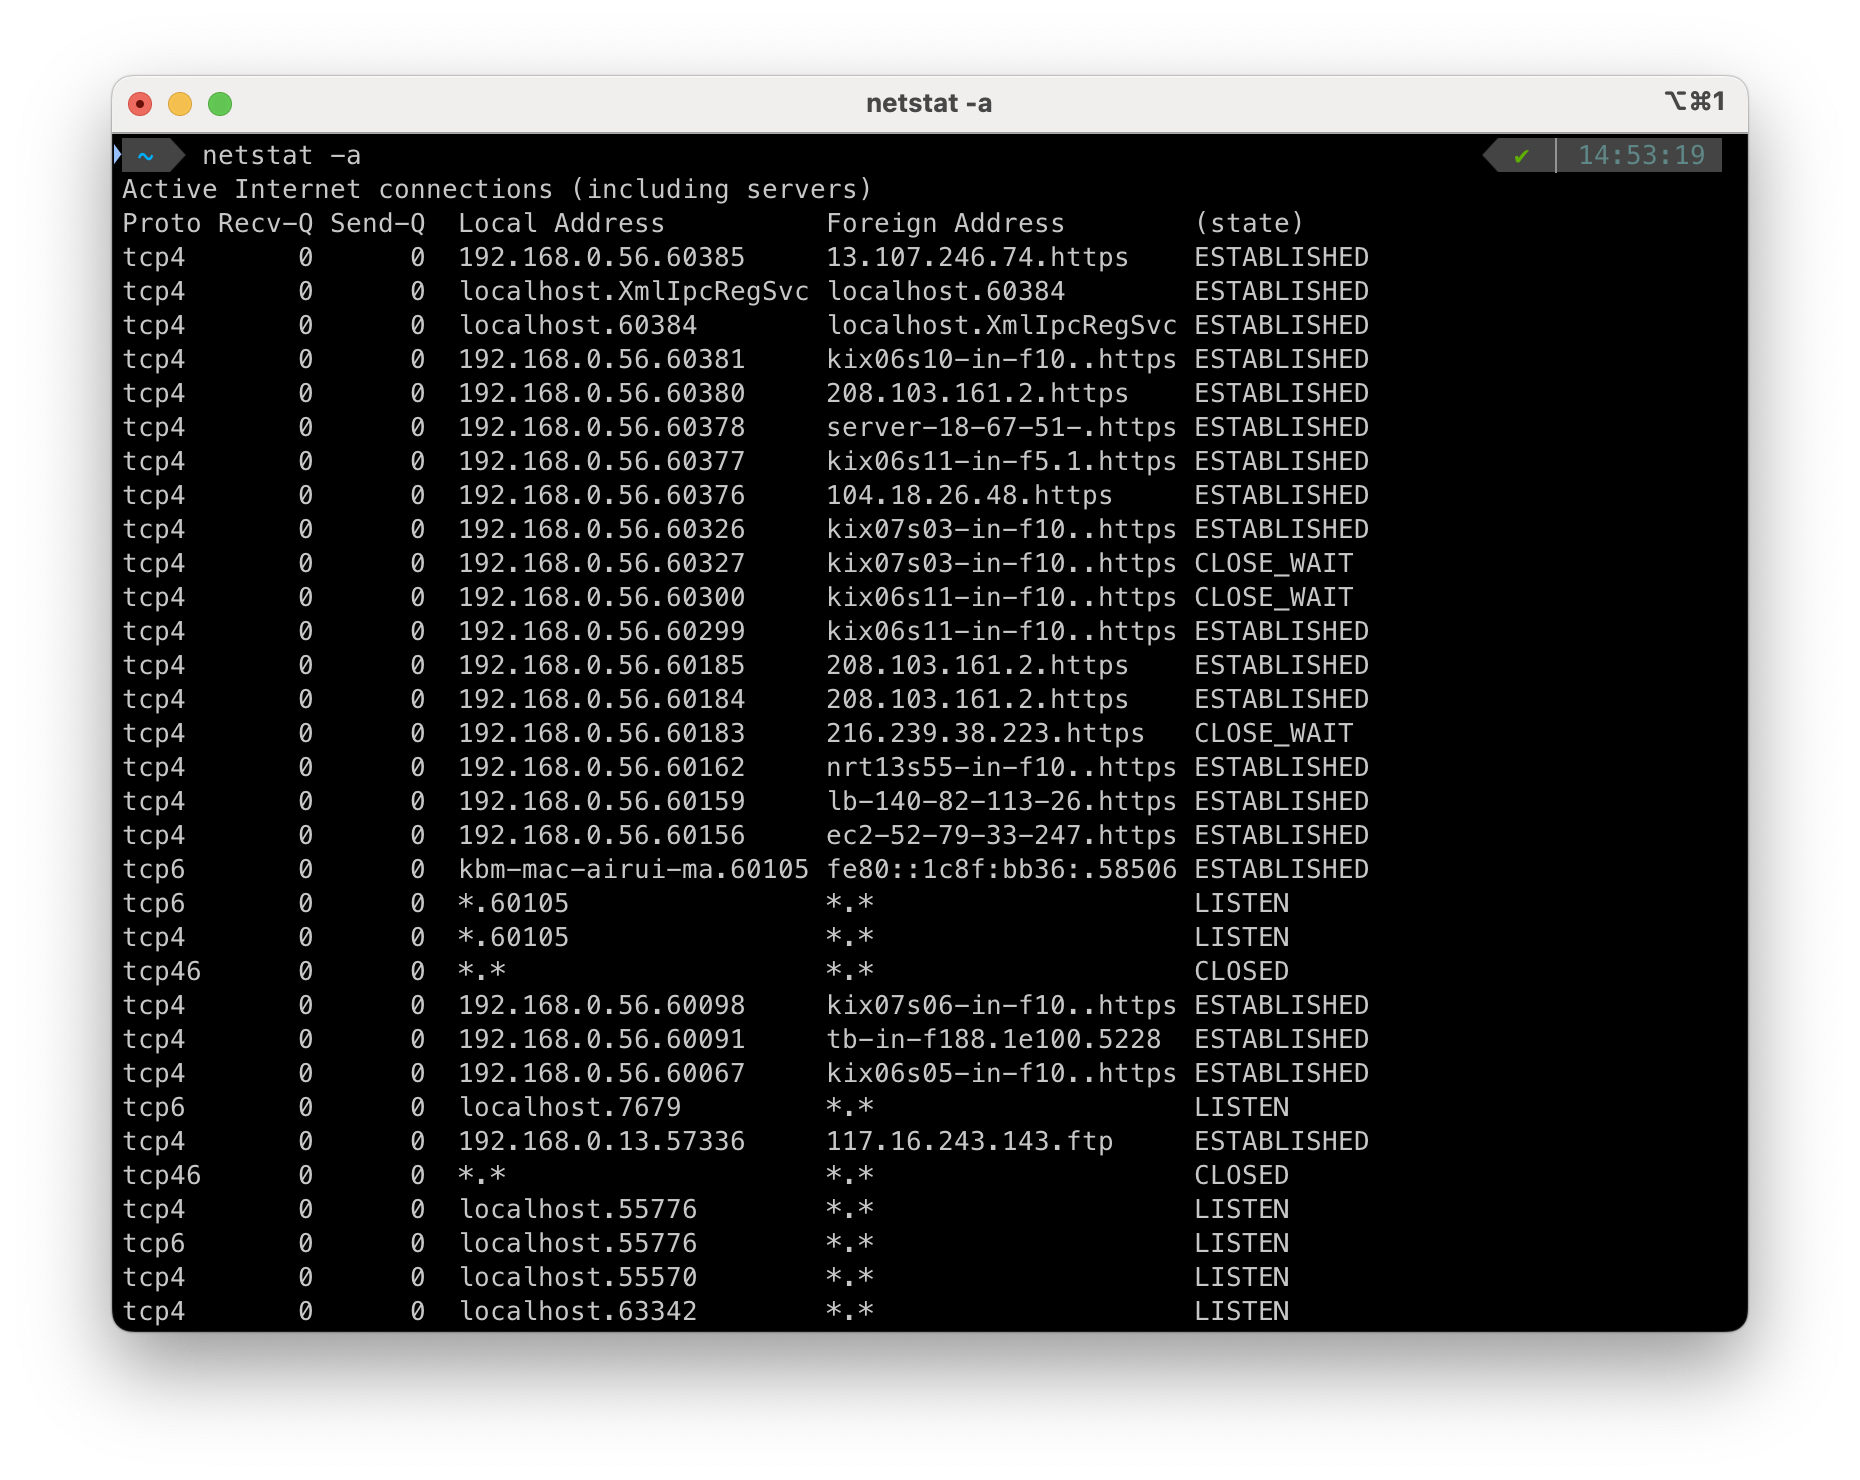 netstat -a
⌥⌘1
~ netstat -a ✔ 14:53:19
Active Internet connections (including servers)
Proto Recv-Q Send-Q  Local Address          Foreign Address        (state)
tcp4       0      0  192.168.0.56.60385     13.107.246.74.https    ESTABLISHED
tcp4       0      0  localhost.XmlIpcRegSvc localhost.60384        ESTABLISHED
tcp4       0      0  localhost.60384        localhost.XmlIpcRegSvc ESTABLISHED
tcp4       0      0  192.168.0.56.60381     kix06s10-in-f10..https ESTABLISHED
tcp4       0      0  192.168.0.56.60380     208.103.161.2.https    ESTABLISHED
tcp4       0      0  192.168.0.56.60378     server-18-67-51-.https ESTABLISHED
tcp4       0      0  192.168.0.56.60377     kix06s11-in-f5.1.https ESTABLISHED
tcp4       0      0  192.168.0.56.60376     104.18.26.48.https     ESTABLISHED
tcp4       0      0  192.168.0.56.60326     kix07s03-in-f10..https ESTABLISHED
tcp4       0      0  192.168.0.56.60327     kix07s03-in-f10..https CLOSE_WAIT
tcp4       0      0  192.168.0.56.60300     kix06s11-in-f10..https CLOSE_WAIT
tcp4       0      0  192.168.0.56.60299     kix06s11-in-f10..https ESTABLISHED
tcp4       0      0  192.168.0.56.60185     208.103.161.2.https    ESTABLISHED
tcp4       0      0  192.168.0.56.60184     208.103.161.2.https    ESTABLISHED
tcp4       0      0  192.168.0.56.60183     216.239.38.223.https   CLOSE_WAIT
tcp4       0      0  192.168.0.56.60162     nrt13s55-in-f10..https ESTABLISHED
tcp4       0      0  192.168.0.56.60159     lb-140-82-113-26.https ESTABLISHED
tcp4       0      0  192.168.0.56.60156     ec2-52-79-33-247.https ESTABLISHED
tcp6       0      0  kbm-mac-airui-ma.60105 fe80::1c8f:bb36:.58506 ESTABLISHED
tcp6       0      0  *.60105                *.*                    LISTEN
tcp4       0      0  *.60105                *.*                    LISTEN
tcp46      0      0  *.*                    *.*                    CLOSED
tcp4       0      0  192.168.0.56.60098     kix07s06-in-f10..https ESTABLISHED
tcp4       0      0  192.168.0.56.60091     tb-in-f188.1e100.5228  ESTABLISHED
tcp4       0      0  192.168.0.56.60067     kix06s05-in-f10..https ESTABLISHED
tcp6       0      0  localhost.7679         *.*                    LISTEN
tcp4       0      0  192.168.0.13.57336     117.16.243.143.ftp     ESTABLISHED
tcp46      0      0  *.*                    *.*                    CLOSED
tcp4       0      0  localhost.55776        *.*                    LISTEN
tcp6       0      0  localhost.55776        *.*                    LISTEN
tcp4       0      0  localhost.55570        *.*                    LISTEN
tcp4       0      0  localhost.63342        *.*                    LISTEN